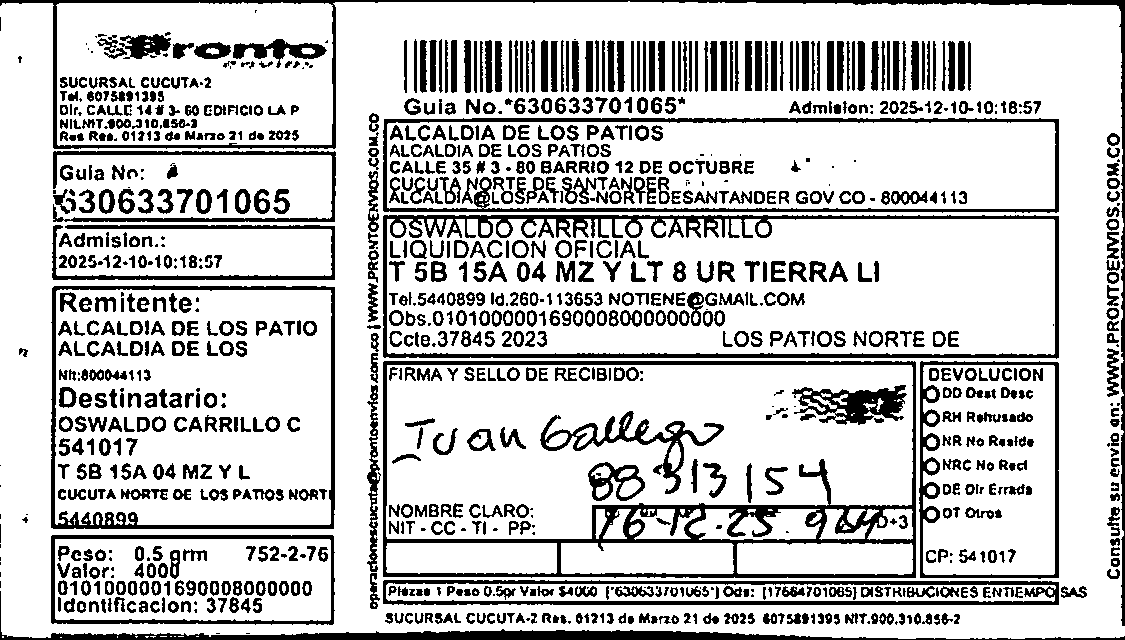 Pronto
envios
SUCURSAL CUCUTA-2
Tel. 6075891395
Dir. CALLE 14 # 3- 60 EDIFICIO LA P
NI.NIT.900.310.856-2
Res Res. 01213 de Marzo 21 de 2025
Guia No:
630633701065
Admision.:
2025-12-10-10:18:57
Remitente:
ALCALDIA DE LOS PATIO
ALCALDIA DE LOS
Nit:800044113
Destinatario:
OSWALDO CARRILLO C
541017
T 5B 15A 04 MZ Y L
CUCUTA NORTE DE LOS PATIOS NORTI
5440899
Peso: 0.5 grm 752-2-76
Valor: 4000
0101000001690008000000
Identificacion: 37845
operacionescucuta@prontoenvios.com.co | WWW.PRONTOENVIOS.COM.CO
Guia No.*630633701065*
Admision: 2025-12-10-10:18:57
ALCALDIA DE LOS PATIOS
ALCALDIA DE LOS PATIOS
CALLE 35 # 3 - 80 BARRIO 12 DE OCTUBRE
CUCUTA NORTE DE SANTANDER
ALCALDIA@LOSPATIOS-NORTEDESANTANDER GOV CO - 800044113
OSWALDO CARRILLO CARRILLO
LIQUIDACION OFICIAL
T 5B 15A 04 MZ Y LT 8 UR TIERRA LI
Tel.5440899 Id.260-113653 NOTIENE@GMAIL.COM
Obs.0101000001690008000000000
Ccte.37845 2023 LOS PATIOS NORTE DE
FIRMA Y SELLO DE RECIBIDO:
Ivan Gallego
88313154
NOMBRE CLARO:
NIT - CC - TI - PP:
16-12-25 D+3
DEVOLUCION
DD Dest Desc
RH Rehusado
NR No Reside
NRC No Recl
DE Dir Errada
OT Otros
CP: 541017
Piezas 1 Peso 0.5gr Valor $4000 [*630633701065*] Ods: [17664701065] DISTRIBUCIONES ENTIEMPO SAS
SUCURSAL CUCUTA-2 Res. 01213 de Marzo 21 de 2025 6075891395 NIT.900.310.856-2
Consulte su envio en: WWW.PRONTOENVIOS.COM.CO